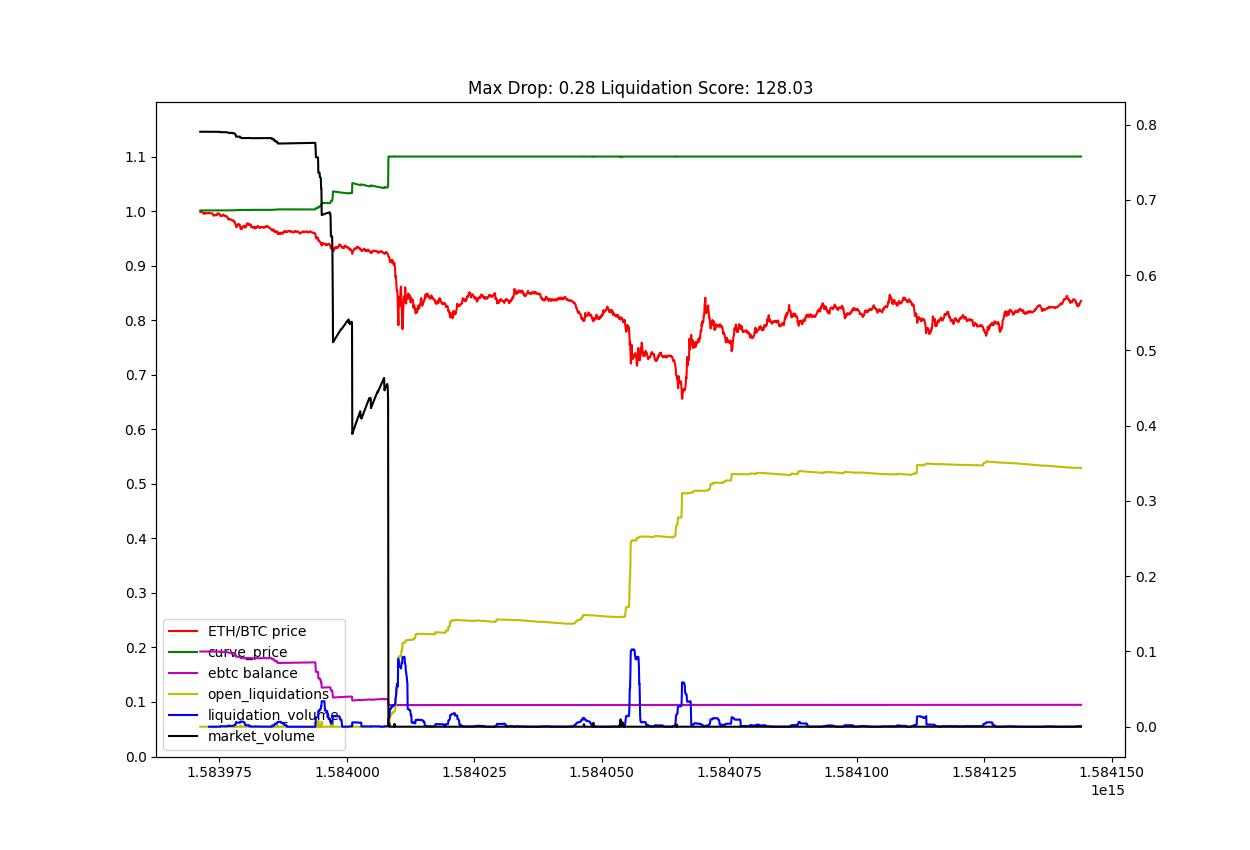 Max Drop: 0.28 Liquidation Score: 128.03
1.1
1.0
0.9
0.8
0.7
0.6
0.5
0.4
0.3
0.2
0.1
0.0
0.8
0.7
0.6
0.5
0.4
0.3
0.2
0.1
0.0
ETH/BTC price
curve_price
ebtc balance
open_liquidations
liquidation_volume
market_volume
1.583975 1.584000 1.584025 1.584050 1.584075 1.584100 1.584125 1.584150
1e15